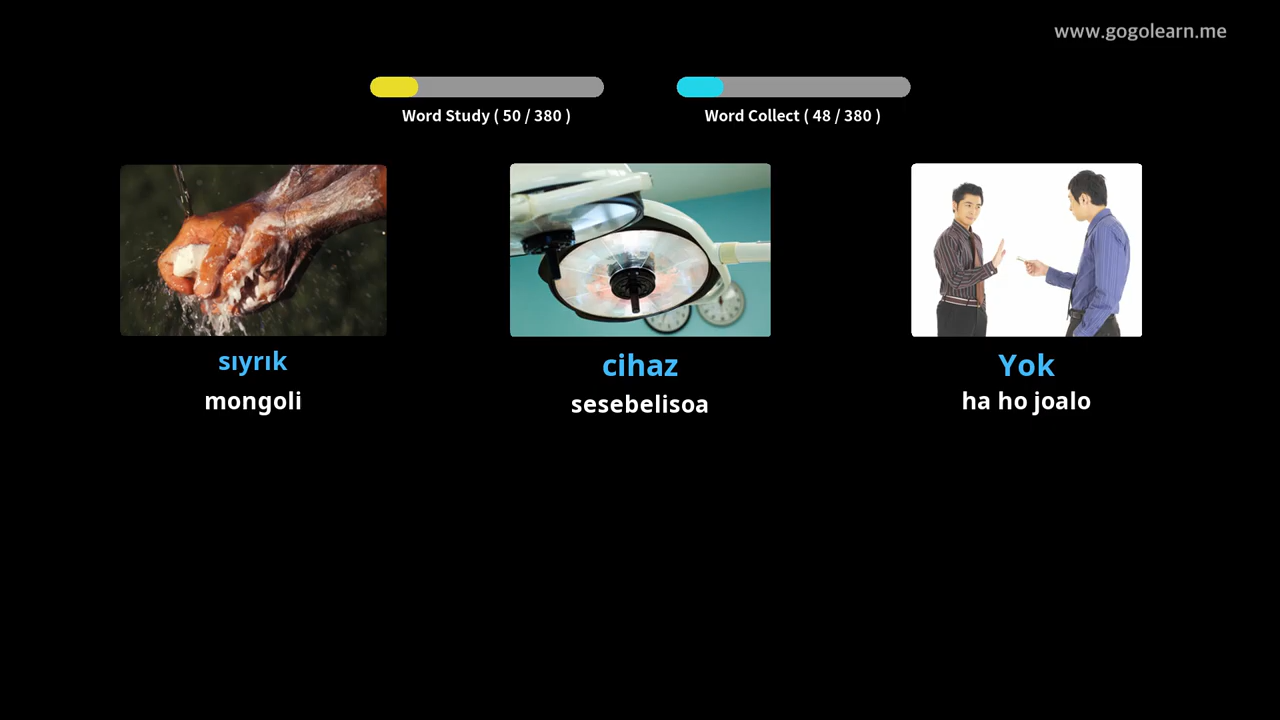 www.gogolearn.me
Word Study ( 50 / 380 )
Word Collect ( 48 / 380 )
sıyrık
cihaz
Yok
mongoli
sesebelisoa
ha ho joalo